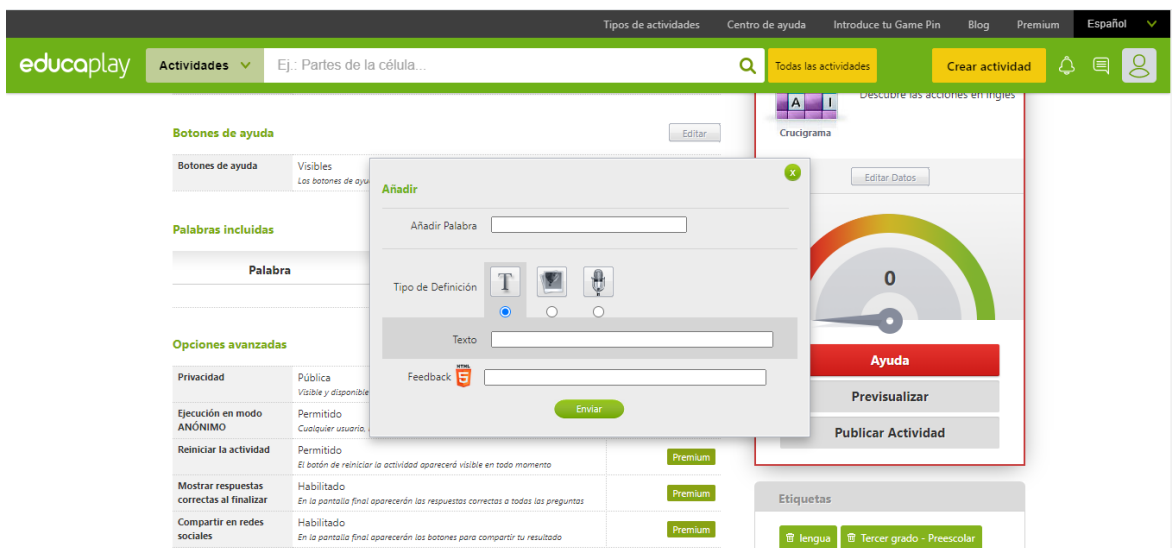 Tipos de actividades Centro de ayuda Introduce tu Game Pin Blog Premium Español
educaplay Actividades Ej.: Partes de la célula... Todas las actividades Crear actividad
Descubre las acciones en inglés
A I
Crucigrama
Editar Datos
0
Ayuda
Previsualizar
Publicar Actividad
Etiquetas
lengua Tercer grado - Preescolar
Botones de ayuda Editar
Botones de ayuda Visibles
Los botones de ayu
Palabras incluidas
Palabra
Opciones avanzadas
Privacidad Pública
Visible y disponible
Ejecución en modo ANÓNIMO Permitido
Cualquier usuario,
Reiniciar la actividad Permitido Premium
El botón de reiniciar la actividad aparecerá visible en todo momento
Mostrar respuestas correctas al finalizar Habilitado Premium
En la pantalla final aparecerán las respuestas correctas a todas las preguntas
Compartir en redes sociales Habilitado Premium
En la pantalla final aparecerán los botones para compartir tu resultado
x
Añadir
Añadir Palabra
Tipo de Definición T
Texto
Feedback HTML 5
Enviar